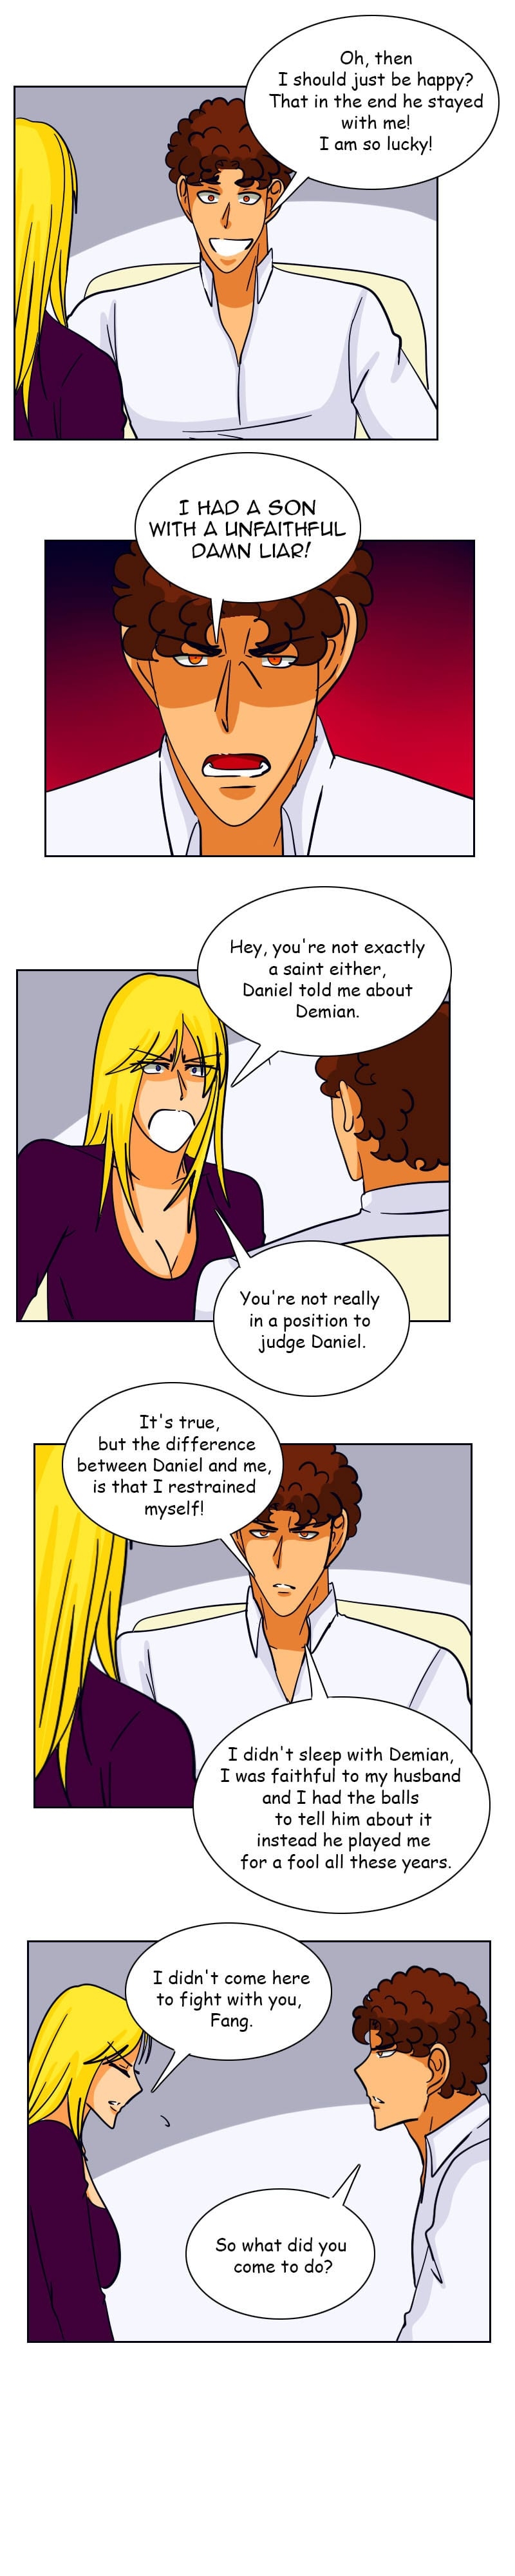 Oh, then
I should just be happy?
That in the end he stayed
with me!
I am so lucky!
I HAD A SON
WITH A UNFAITHFUL
DAMN LIAR!
Hey, you're not exactly
a saint either,
Daniel told me about
Demian.
You're not really
in a position to
judge Daniel.
It's true,
but the difference
between Daniel and me,
is that I restrained
myself!
I didn't sleep with Demian,
I was faithful to my husband
and I had the balls
to tell him about it
instead he played me
for a fool all these years.
I didn't come here
to fight with you,
Fang.
So what did you
come to do?